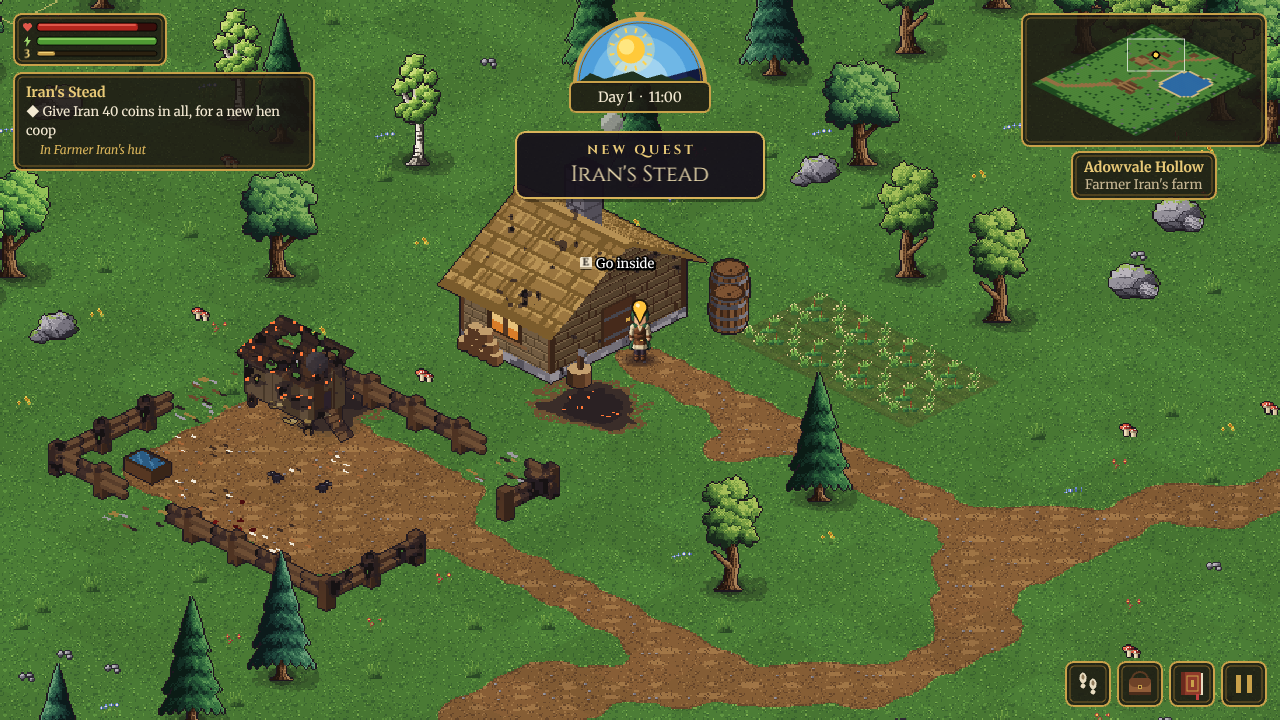 3
Iran's Stead
◆ Give Iran 40 coins in all, for a new hen
coop
In Farmer Iran's hut
Day 1 · 11:00
NEW QUEST
IRAN'S STEAD
E Go inside
Adowvale Hollow
Farmer Iran's farm